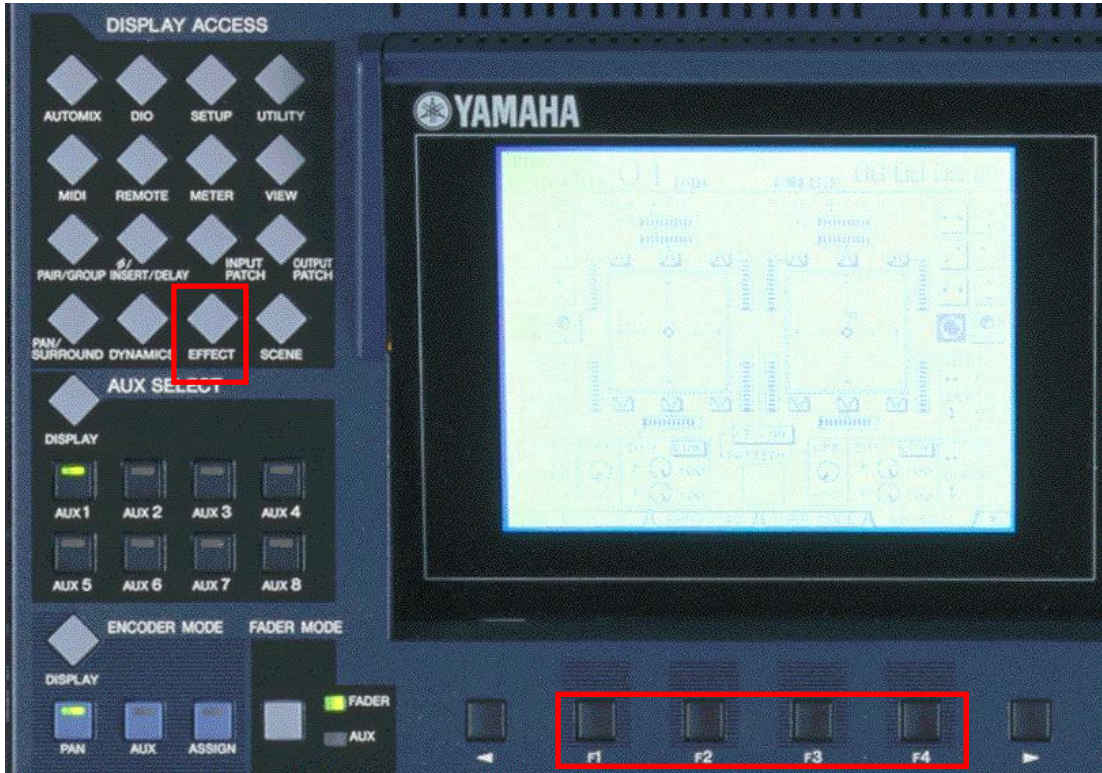 DISPLAY ACCESS
AUTOMIX DIO SETUP UTILITY
MIDI REMOTE METER VIEW
PAIR/GROUP ø/INSERT/DELAY INPUT PATCH OUTPUT PATCH
PAN/SURROUND DYNAMICS EFFECT SCENE
AUX SELECT
DISPLAY
AUX 1 AUX 2 AUX 3 AUX 4
AUX 5 AUX 6 AUX 7 AUX 8
ENCODER MODE FADER MODE
DISPLAY
FADER
AUX
PAN AUX ASSIGN
YAMAHA
◄ F1 F2 F3 F4 ►